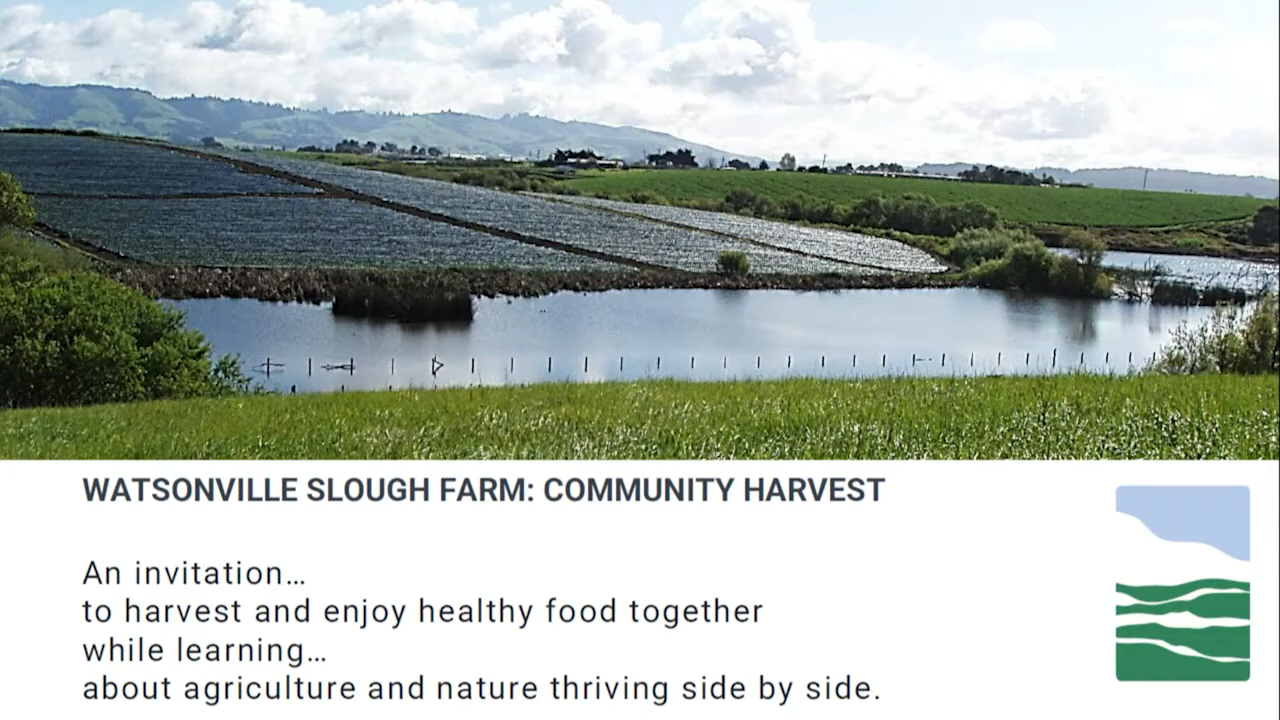 WATSONVILLE SLOUGH FARM: COMMUNITY HARVEST
An invitation…
to harvest and enjoy healthy food together
while learning…
about agriculture and nature thriving side by side.